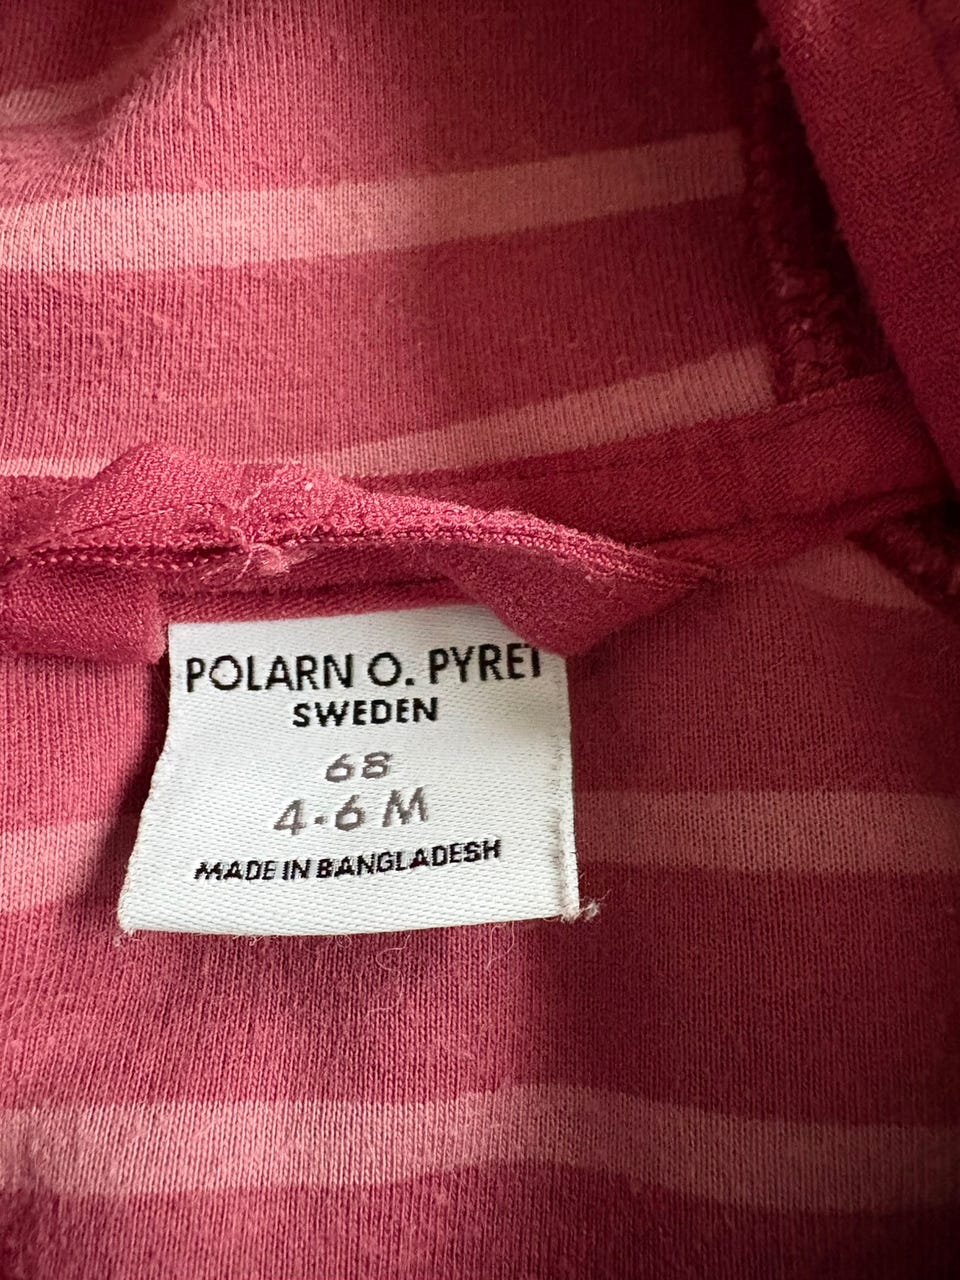 POLARN O. PYRET
SWEDEN
68
4-6 M
MADE IN BANGLADESH